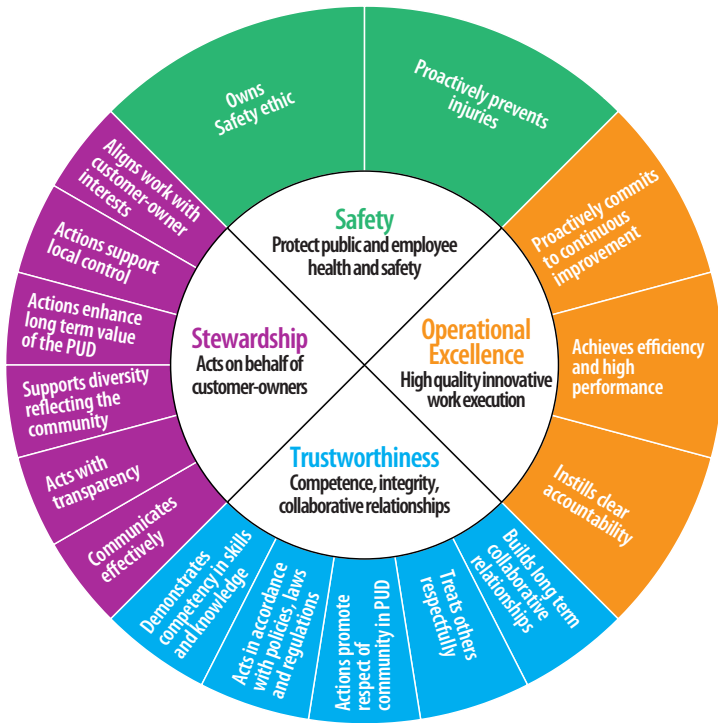 Owns
Safety ethic
Proactively prevents
injuries
Proactively commits
to continuous
improvement
Achieves efficiency
and high
performance
Instills clear
accountability
Builds long term
collaborative
relationships
Treats others
respectfully
Actions promote
respect of
community in PUD
Acts in accordance
with policies, laws
and regulations
Demonstrates
competency in skills
and knowledge
Communicates
effectively
Acts with
transparency
Supports diversity
reflecting the
community
Actions enhance
long term value
of the PUD
Actions support
local control
Aligns work with
customer-owner
interests
Safety
Protect public and employee
health and safety
Operational
Excellence
High quality innovative
work execution
Trustworthiness
Competence, integrity,
collaborative relationships
Stewardship
Acts on behalf of
customer-owners